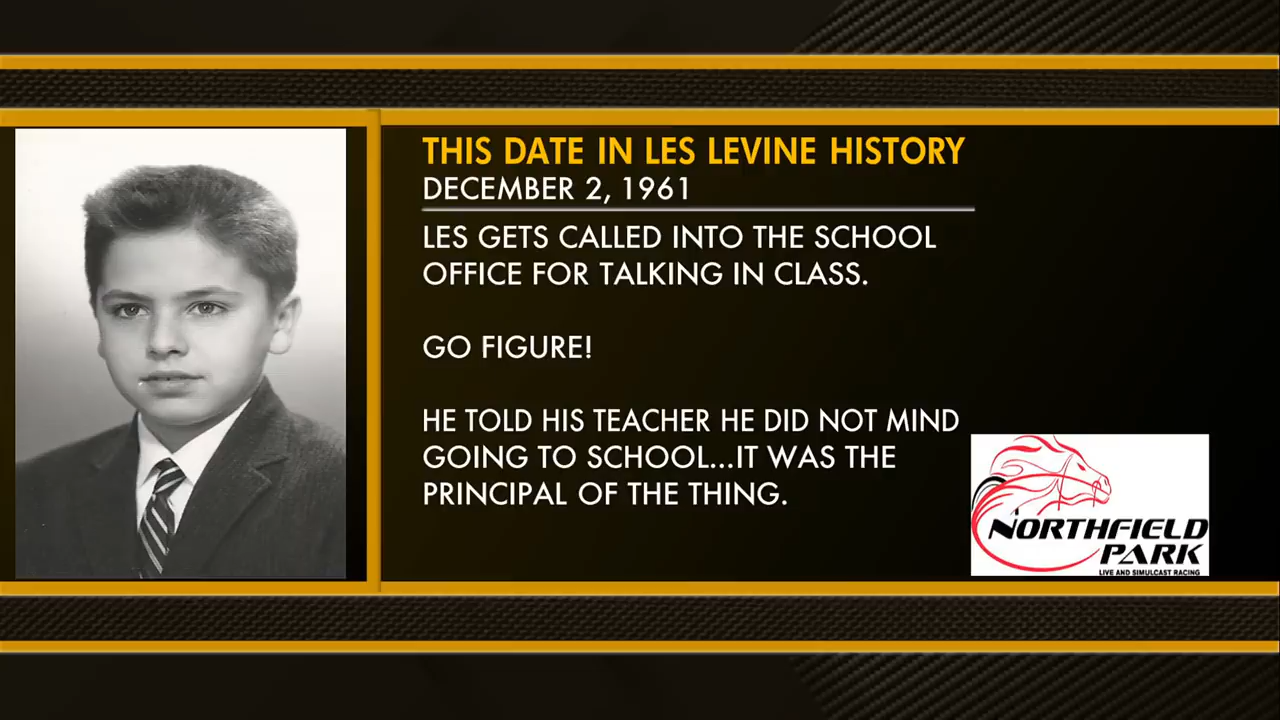 THIS DATE IN LES LEVINE HISTORY
DECEMBER 2, 1961
LES GETS CALLED INTO THE SCHOOL
OFFICE FOR TALKING IN CLASS.
GO FIGURE!
HE TOLD HIS TEACHER HE DID NOT MIND
GOING TO SCHOOL...IT WAS THE
PRINCIPAL OF THE THING.
NORTHFIELD
PARK
LIVE AND SIMULCAST RACING